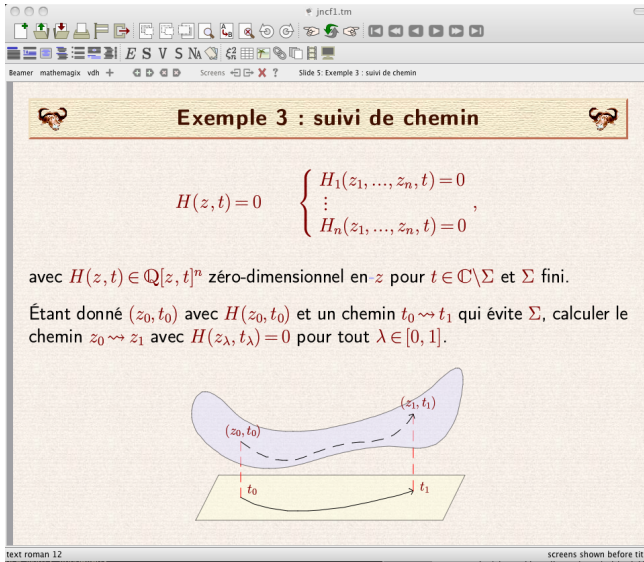 jncf1.tm
E S V S
Beamer mathemagix vdh + Screens Slide 5: Exemple 3 : suivi de chemin
Exemple 3 : suivi de chemin
H(z,t)=0 { H₁(z₁,...,zₙ,t)=0
⋮ ,
Hₙ(z₁,...,zₙ,t)=0
avec H(z,t)∈ℚ[z,t]ⁿ zéro-dimensionnel en-z pour t∈ℂ\Σ et Σ fini.
Étant donné (z₀,t₀) avec H(z₀,t₀) et un chemin t₀⇝t₁ qui évite Σ, calculer le
chemin z₀⇝z₁ avec H(z_λ,t_λ)=0 pour tout λ∈[0,1].
(z₁,t₁)
(z₀,t₀)
t₀ t₁
text roman 12 screens shown before tit